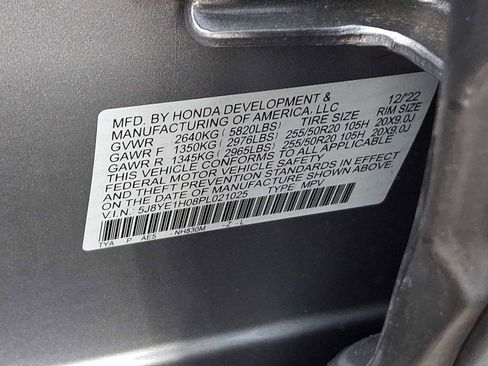 MFD. BY HONDA DEVELOPMENT & 12/'22
MANUFACTURING OF AMERICA, LLC
GVWR 2640KG ( 5820LBS) TIRE SIZE RIM SIZE
GAWR F 1350KG ( 2976LBS) 255/50R20 105H 20X9.0J
GAWR R 1345KG ( 2965LBS) 255/50R20 105H 20X9.0J
THIS VEHICLE CONFORMS TO ALL APPLICABLE
FEDERAL MOTOR VEHICLE SAFETY
AND THEFT PREVENTION STANDARDS IN EFFECT
ON THE DATE OF MANUFACTURE SHOWN ABOVE.
V.I.N.: 5J8YE1H08PL021025 TYPE: MPV
TYA P AES - NH830M -Z - L